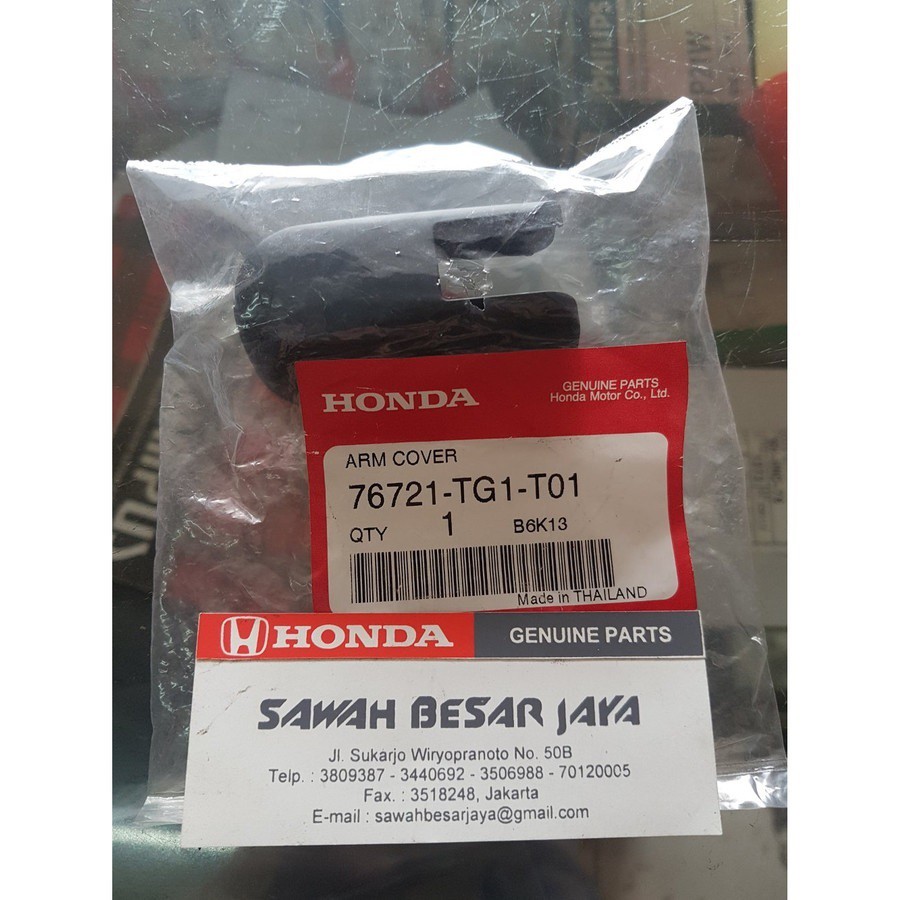 PHILIPS
P21W
HONDA
GENUINE PARTS
Honda Motor Co., Ltd.
ARM COVER
76721-TG1-T01
QTY 1 B6K13
Made in THAILAND
HONDA GENUINE PARTS
SAWAH BESAR JAYA
Jl. Sukarjo Wiryopranoto No. 50B
Telp. : 3809387 - 3440692 - 3506988 - 70120005
Fax. : 3518248, Jakarta
E-mail : sawahbesarjaya@gmail.com